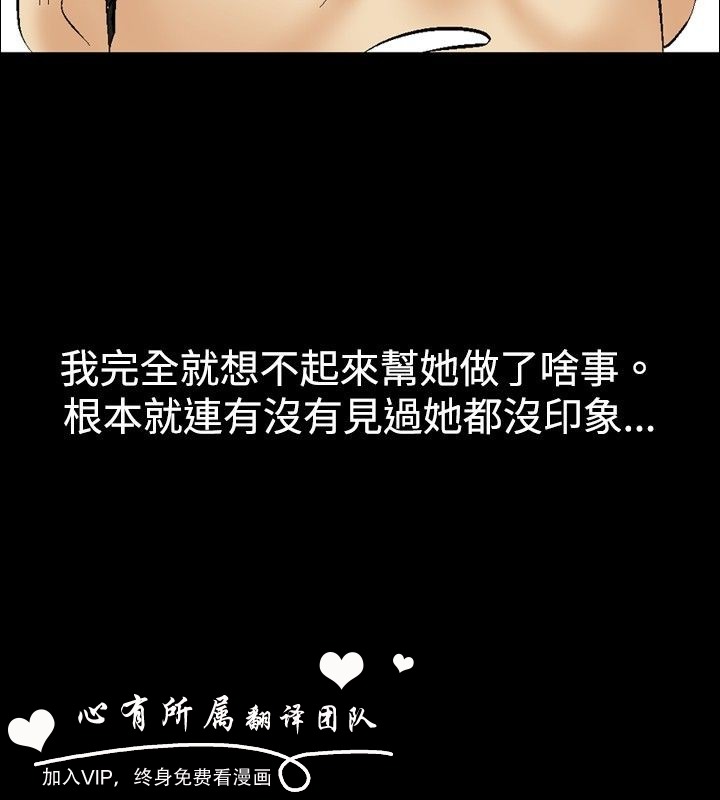 我完全就想不起來幫她做了啥事。
根本就連有沒有見過她都沒印象...
心有所属翻译团队
加入VIP，终身免费看漫画